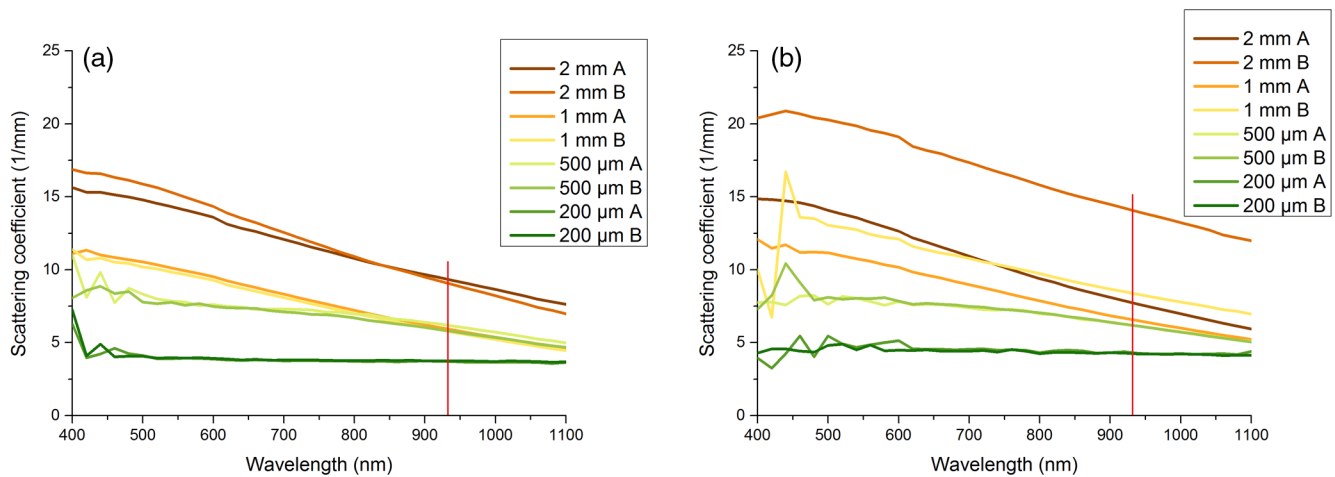 (a)
25
20
15
10
5
0
Scattering coefficient (1/mm)
400 500 600 700 800 900 1000 1100
Wavelength (nm)
2 mm A
2 mm B
1 mm A
1 mm B
500 μm A
500 μm B
200 μm A
200 μm B
(b)
25
20
15
10
5
0
Scattering coefficient (1/mm)
400 500 600 700 800 900 1000 1100
Wavelength (nm)
2 mm A
2 mm B
1 mm A
1 mm B
500 μm A
500 μm B
200 μm A
200 μm B